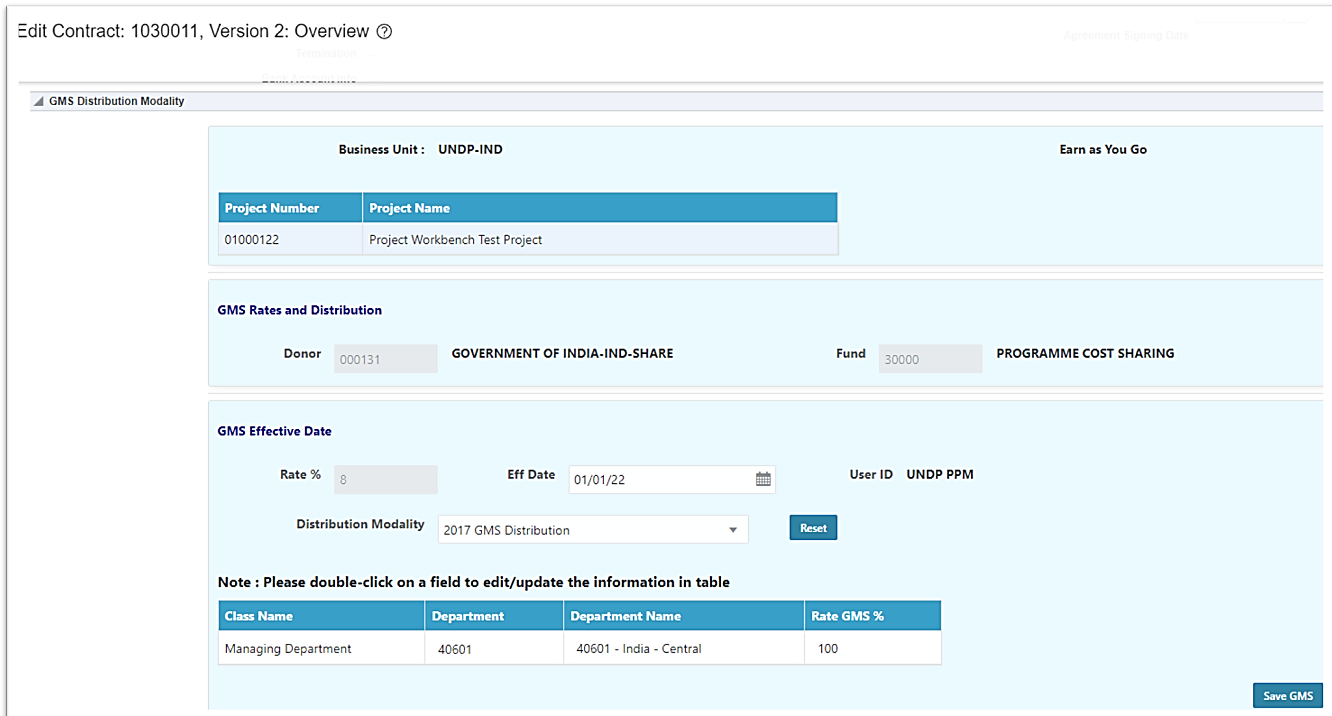 Edit Contract: 1030011, Version 2: Overview ?
Agreement Signing Date
Termination
GMS Distribution Modality
Business Unit : UNDP-IND Earn as You Go
Project Number Project Name
01000122 Project Workbench Test Project
GMS Rates and Distribution
Donor 000131 GOVERNMENT OF INDIA-IND-SHARE Fund 30000 PROGRAMME COST SHARING
GMS Effective Date
Rate % 8 Eff Date 01/01/22 User ID UNDP PPM
Distribution Modality 2017 GMS Distribution Reset
Note : Please double-click on a field to edit/update the information in table
Class Name Department Department Name Rate GMS %
Managing Department 40601 40601 - India - Central 100
Save GMS